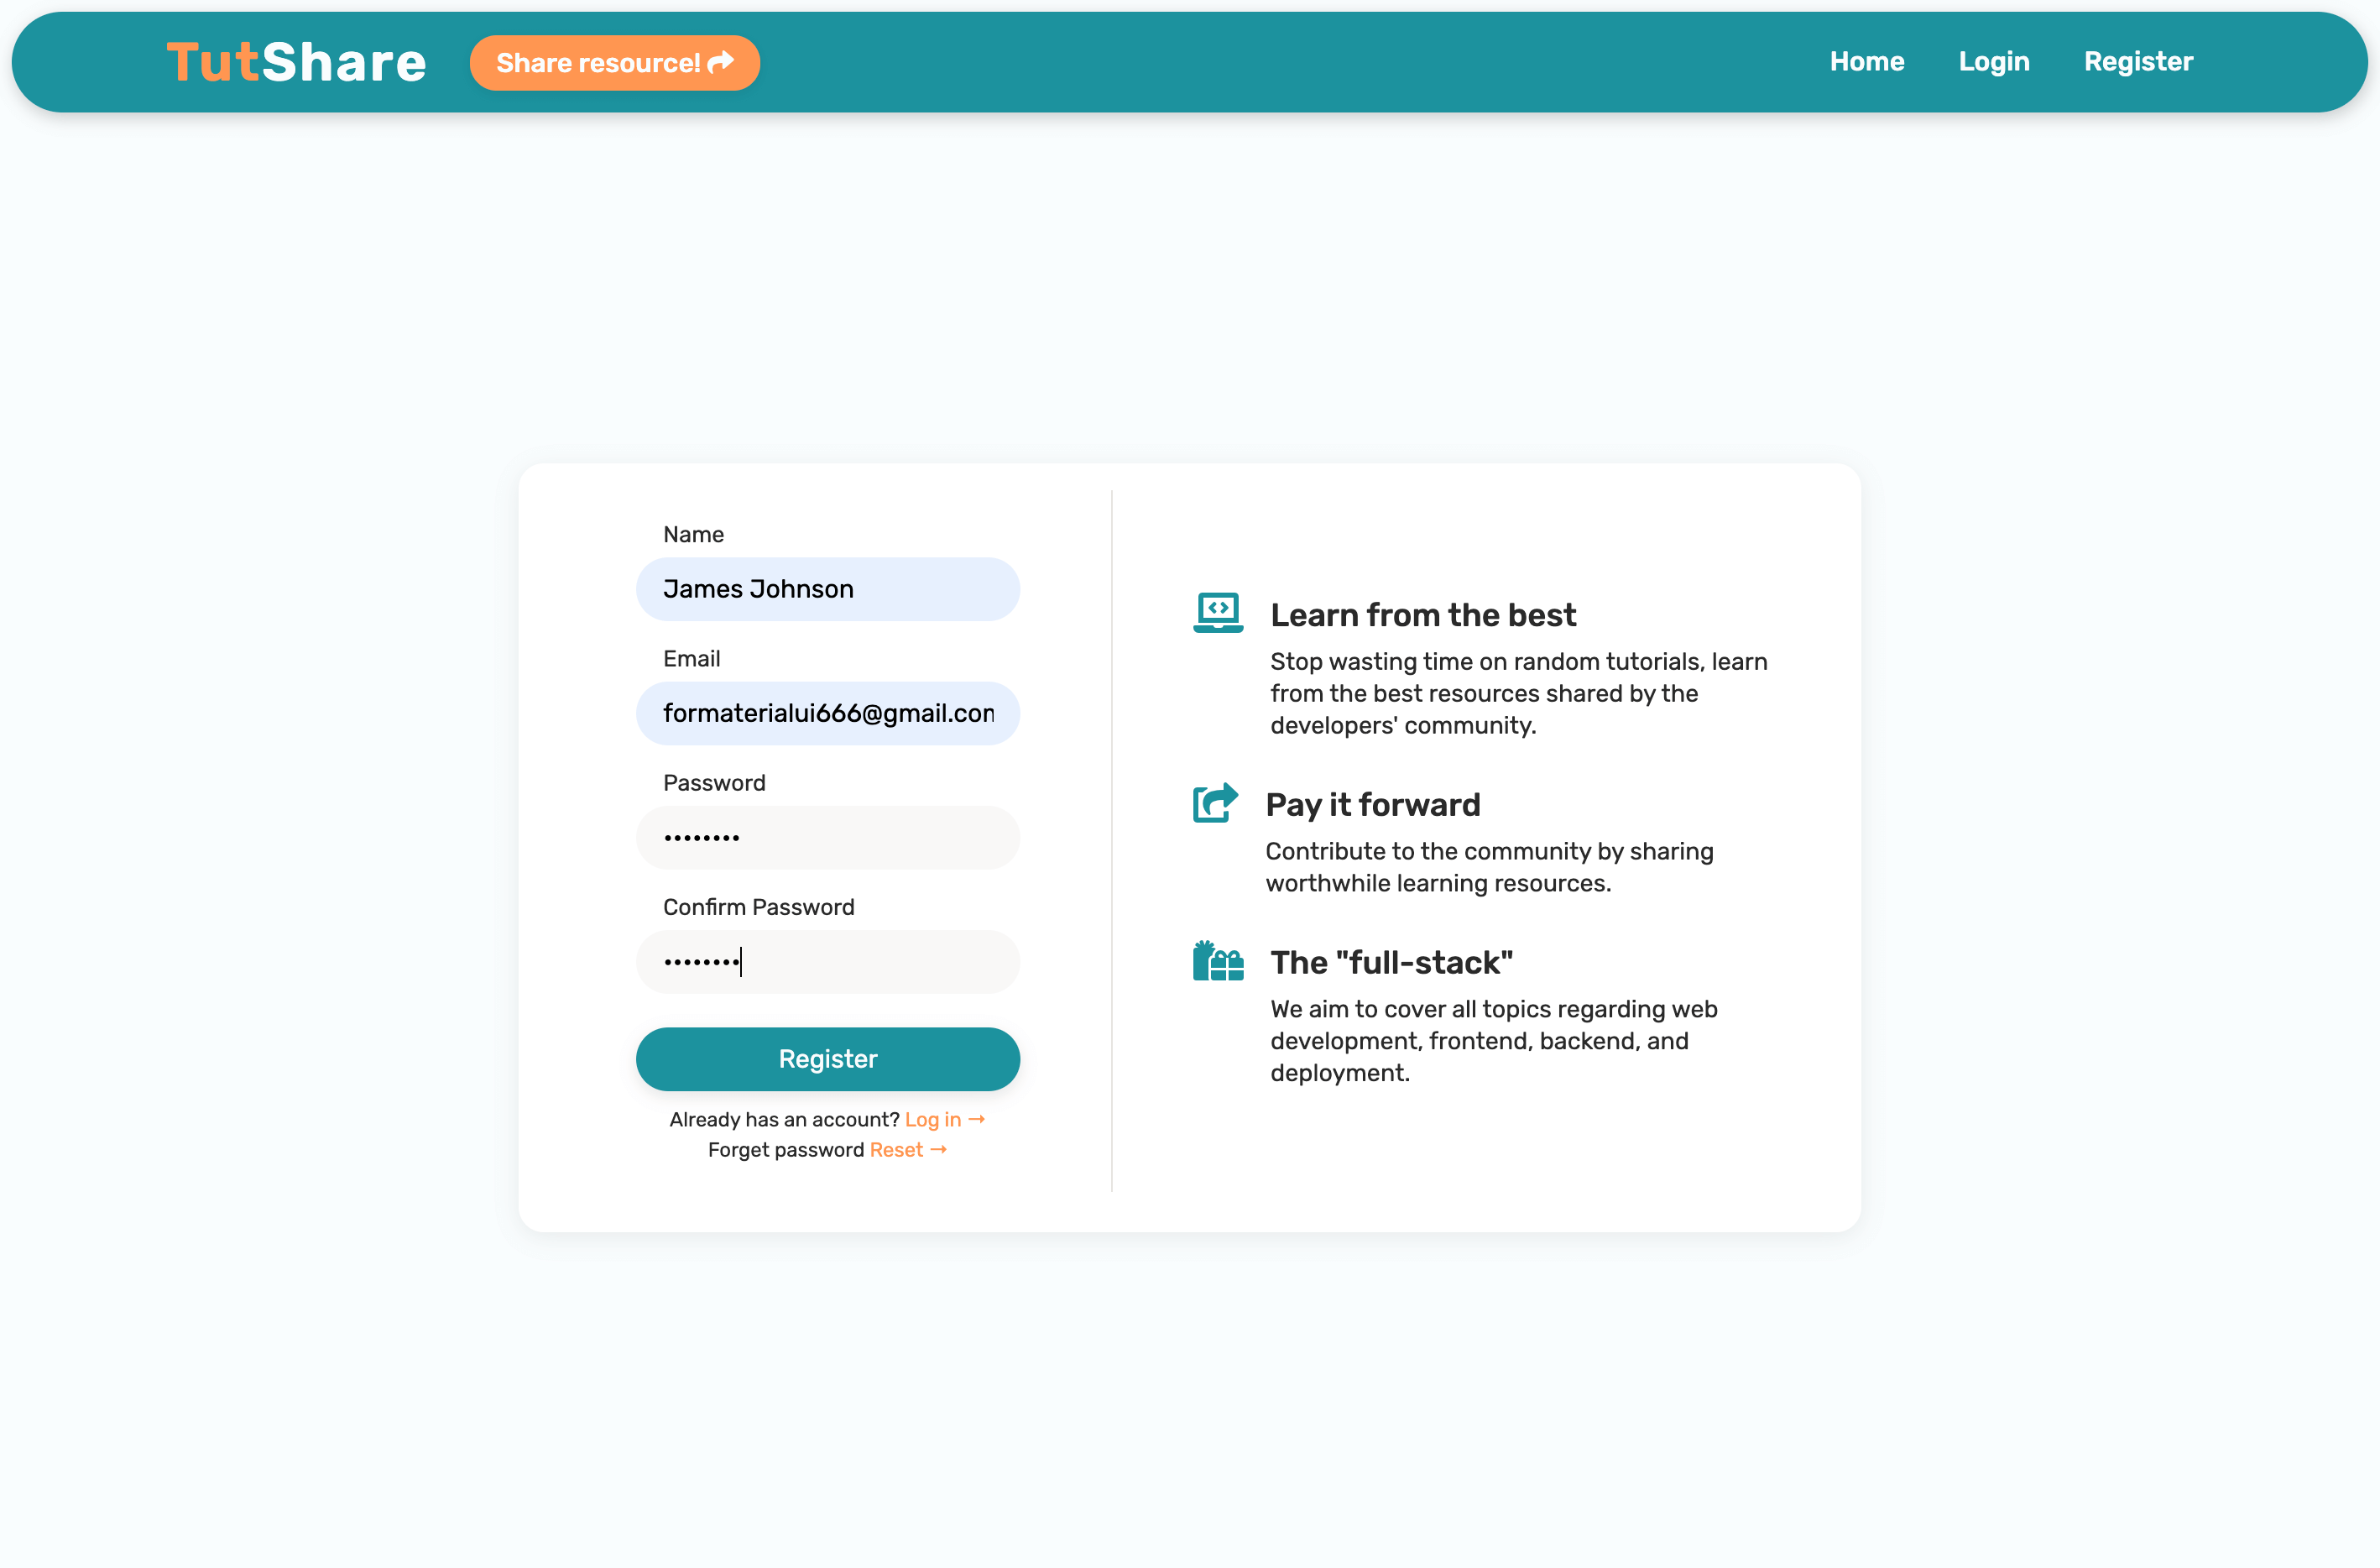 TutShare
Share resource!
Home
Login
Register
Name
James Johnson
Email
formaterialui666@gmail.com
Password
••••••••
Confirm Password
••••••••
Register
Already has an account? Log in →
Forget password Reset →
Learn from the best
Stop wasting time on random tutorials, learn
from the best resources shared by the
developers' community.
Pay it forward
Contribute to the community by sharing
worthwhile learning resources.
The "full-stack"
We aim to cover all topics regarding web
development, frontend, backend, and
deployment.